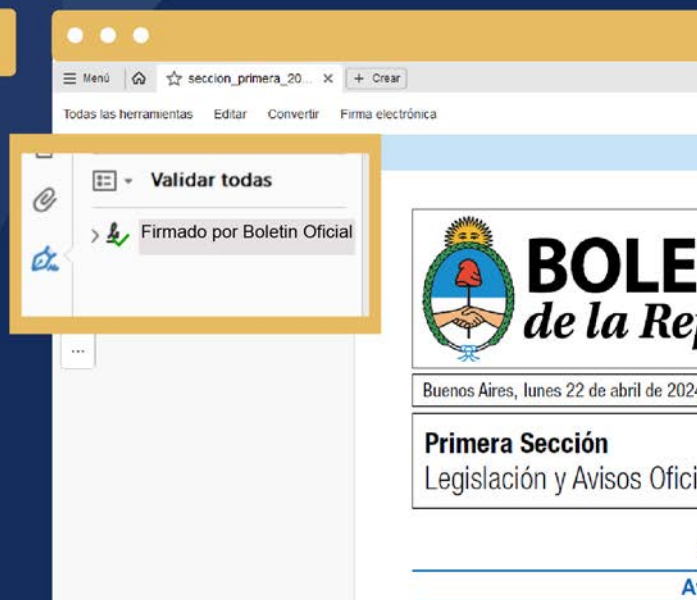 Menú
seccion_primera_20... × + Crear
Todas las herramientas Editar Convertir Firma electrónica
Validar todas
Firmado por Boletin Oficial
...
BOLE
de la Re
Buenos Aires, lunes 22 de abril de 2024
Primera Sección
Legislación y Avisos Ofici